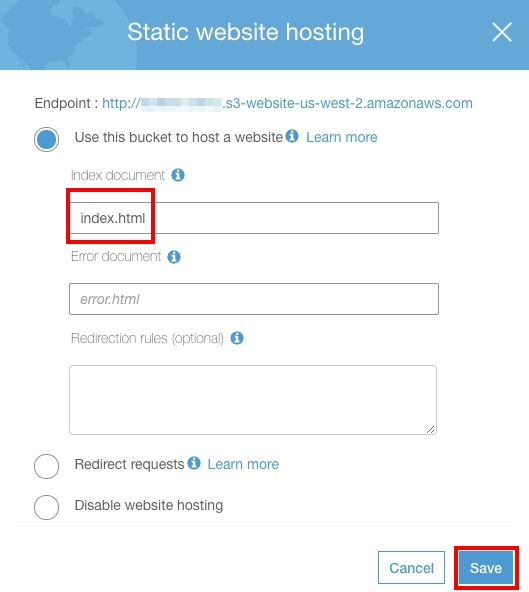 Static website hosting
Endpoint : http:// .s3-website-us-west-2.amazonaws.com
Use this bucket to host a website Learn more
Index document
index.html
Error document
error.html
Redirection rules (optional)
Redirect requests Learn more
Disable website hosting
Cancel Save